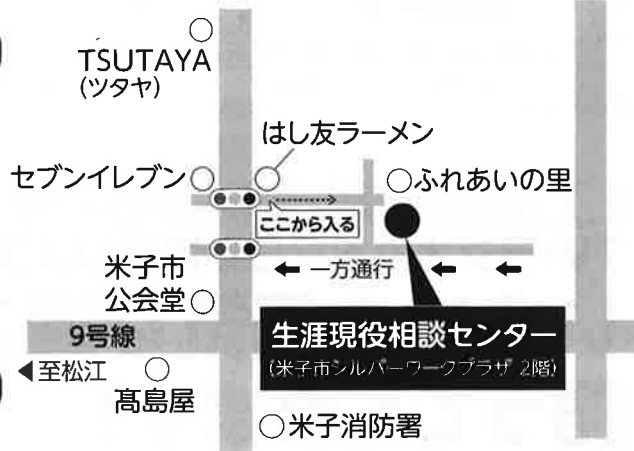 TSUTAYA
(ツタヤ)
はし友ラーメン
セブンイレブン
ふれあいの里
ここから入る
米子市
公会堂
一方通行
9号線
生涯現役相談センター
(米子市シルバーワークプラザ 2階)
至松江
髙島屋
米子消防署